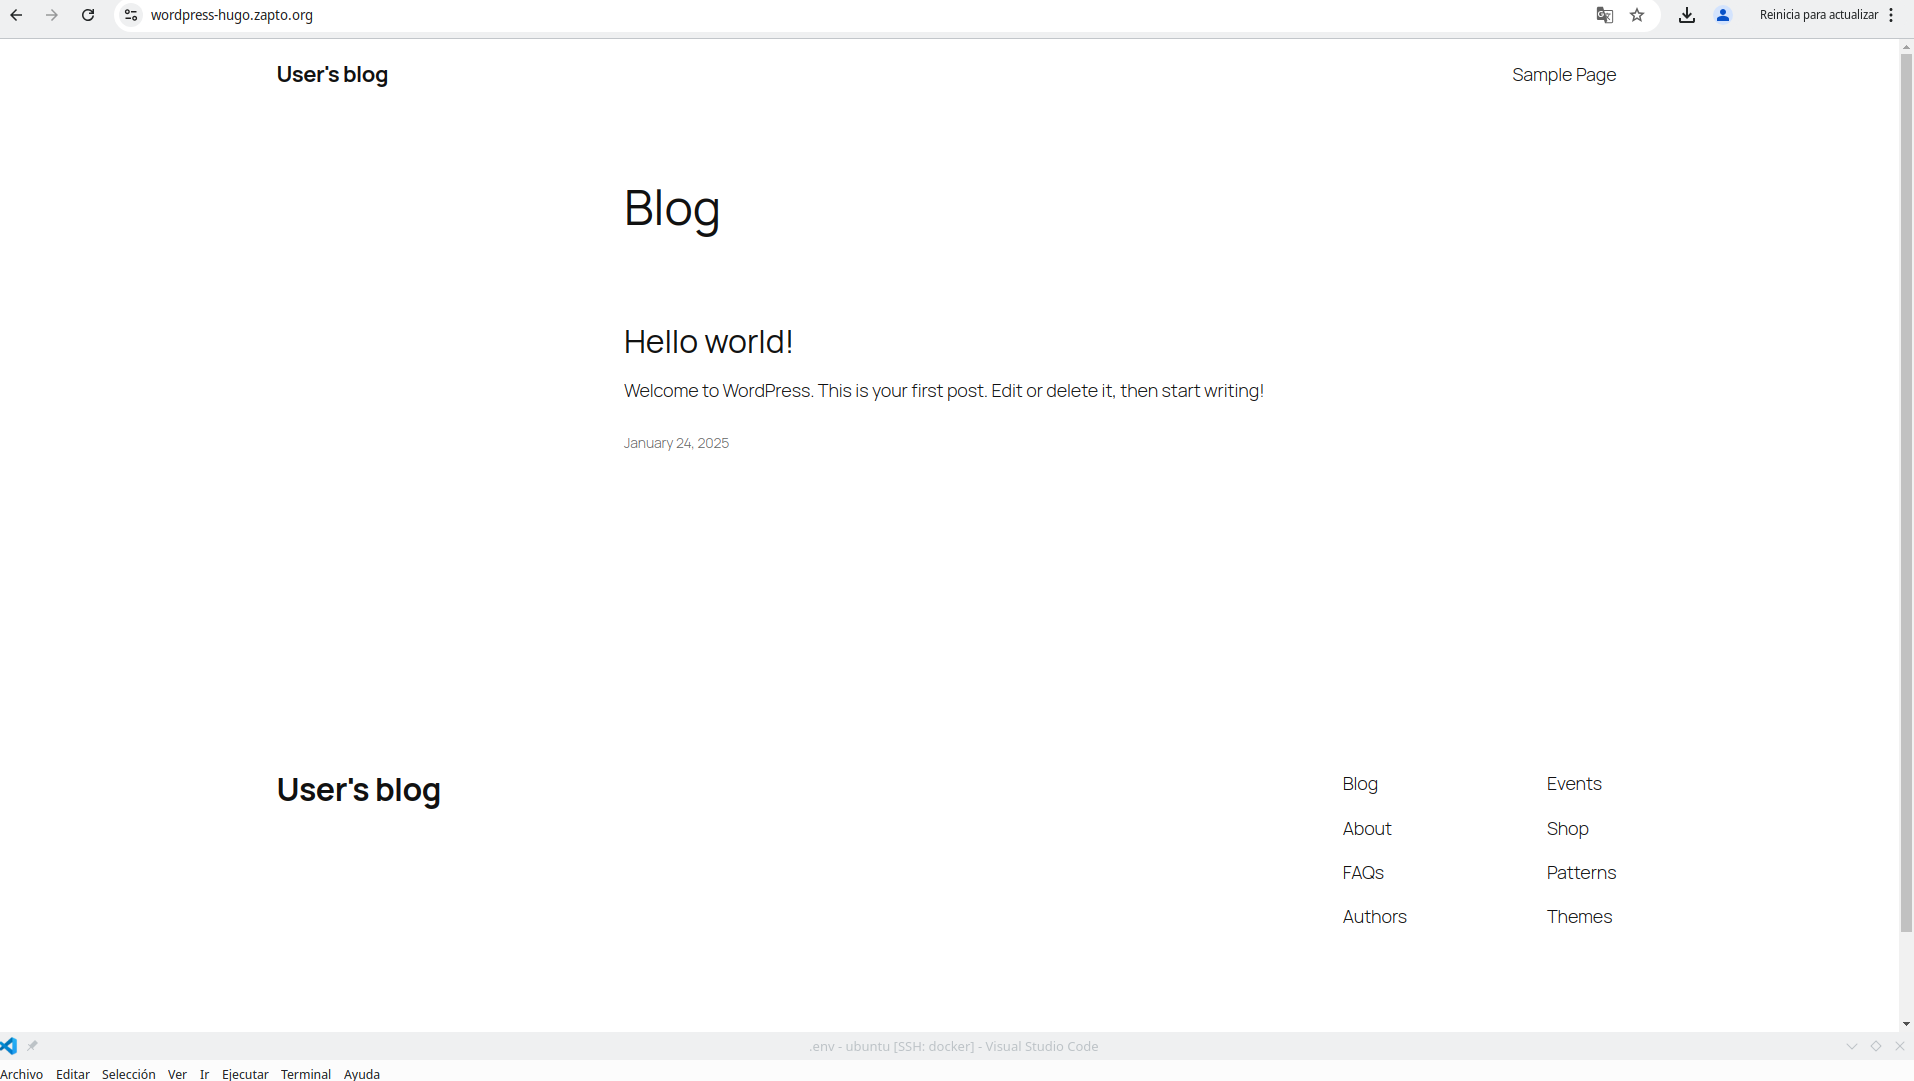 wordpress-hugo.zapto.org
Reinicia para actualizar
User's blog
Sample Page
Blog
Hello world!
Welcome to WordPress. This is your first post. Edit or delete it, then start writing!
January 24, 2025
User's blog
Blog
Events
About
Shop
FAQs
Patterns
Authors
Themes
.env - ubuntu [SSH: docker] - Visual Studio Code
Archivo Editar Selección Ver Ir Ejecutar Terminal Ayuda